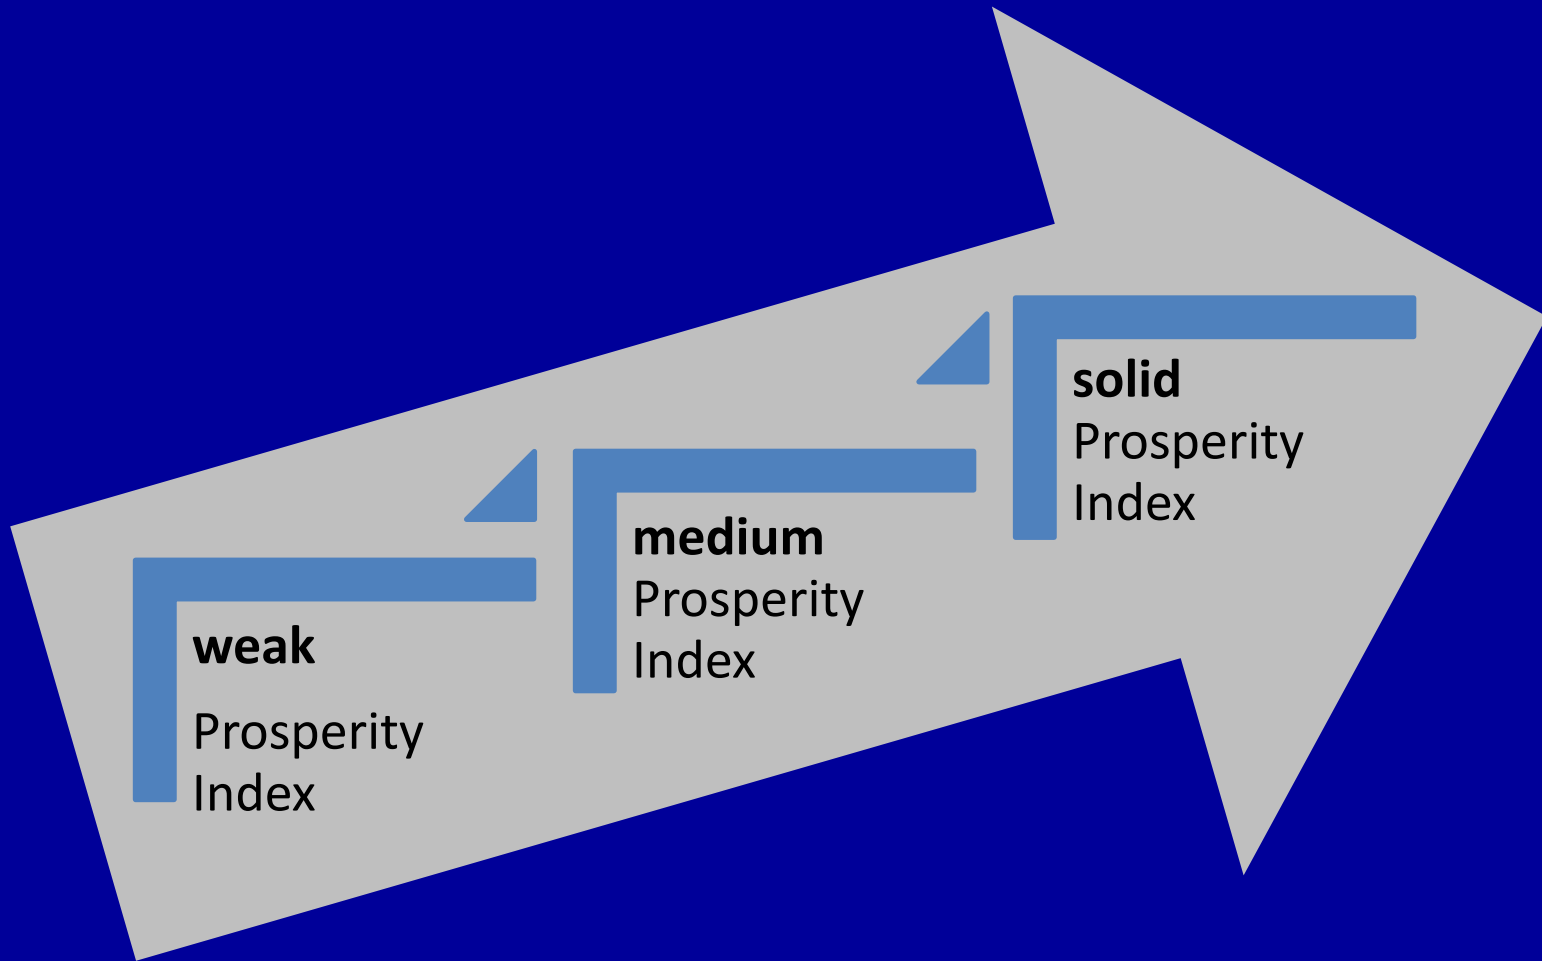 weak
Prosperity
Index
medium
Prosperity
Index
solid
Prosperity
Index